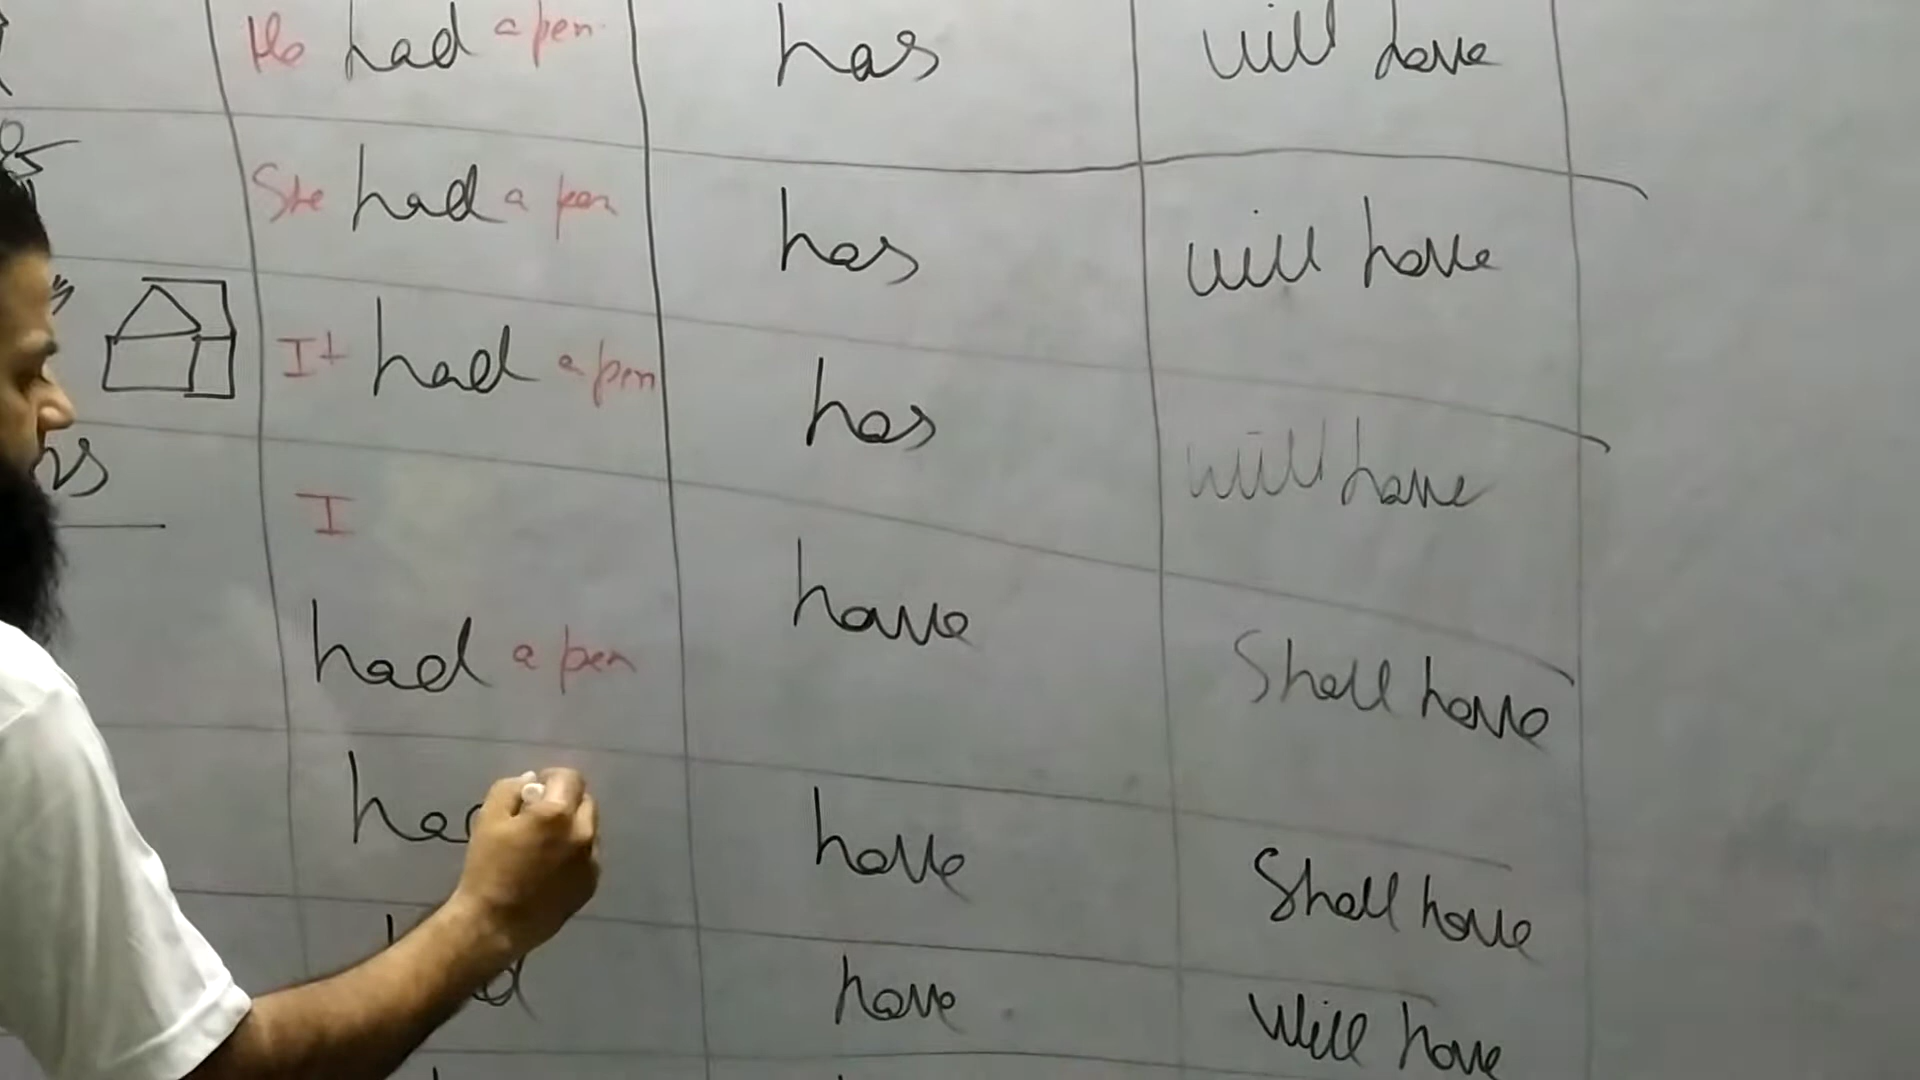 He had a pen has will have
She had a pen has will have
It had a pen has will have
I
had a pen have Shall have
have Shall have
have Will have